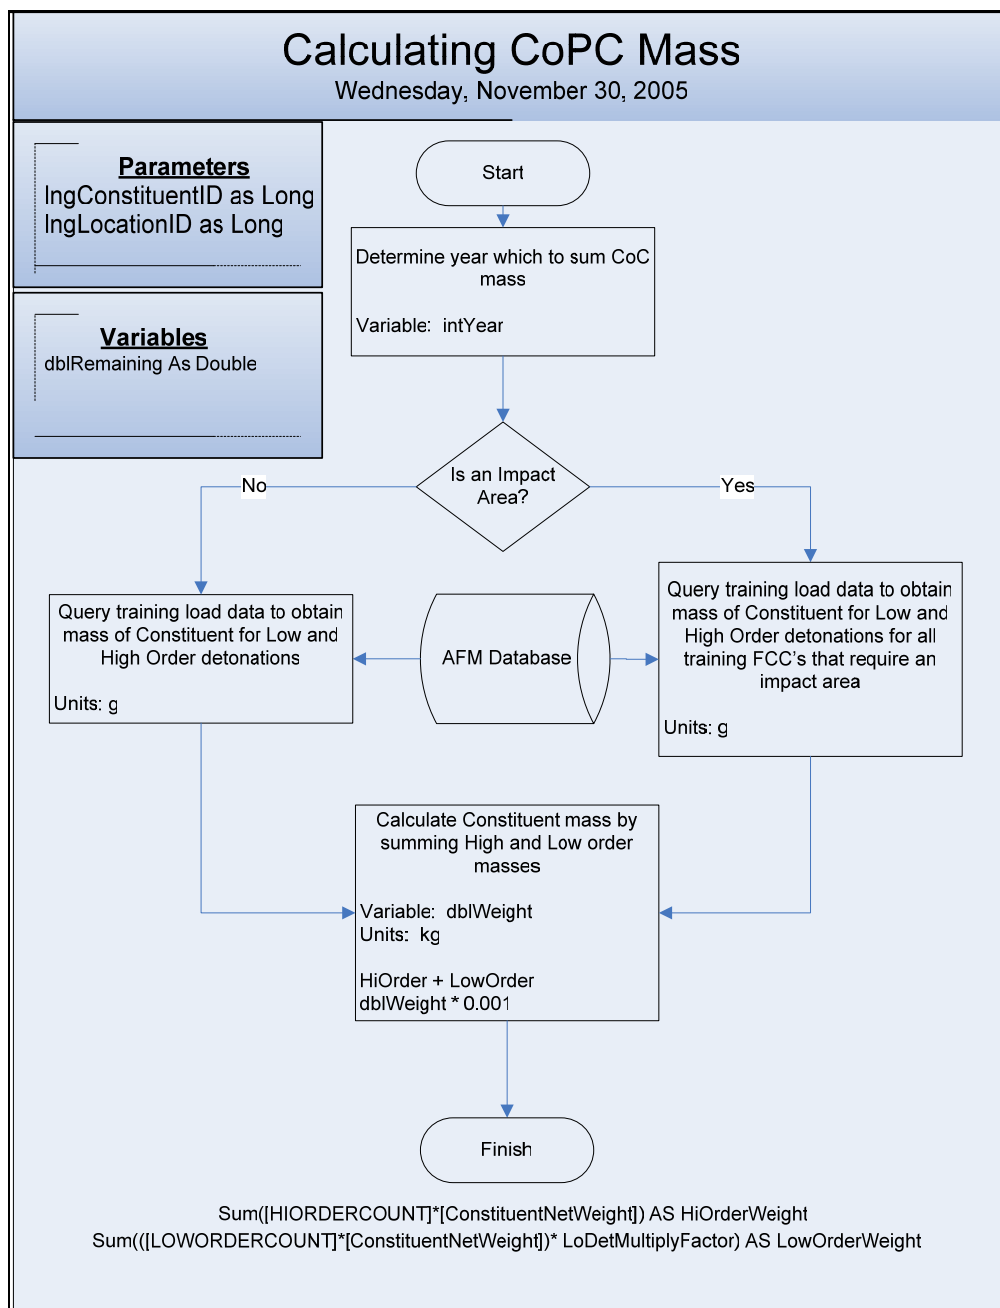 Calculating CoPC Mass
Wednesday, November 30, 2005
Parameters
lngConstituentID as Long
lngLocationID as Long
Variables
dblRemaining As Double
Start
Determine year which to sum CoC
mass
Variable: intYear
Is an Impact
Area?
No
Yes
Query training load data to obtain
mass of Constituent for Low and
High Order detonations
Units: g
AFM Database
Query training load data to obtain
mass of Constituent for Low and
High Order detonations for all
training FCC's that require an
impact area
Units: g
Calculate Constituent mass by
summing High and Low order
masses
Variable: dblWeight
Units: kg
HiOrder + LowOrder
dblWeight * 0.001
Finish
Sum([HIORDERCOUNT]*[ConstituentNetWeight]) AS HiOrderWeight
Sum(([LOWORDERCOUNT]*[ConstituentNetWeight])* LoDetMultiplyFactor) AS LowOrderWeight